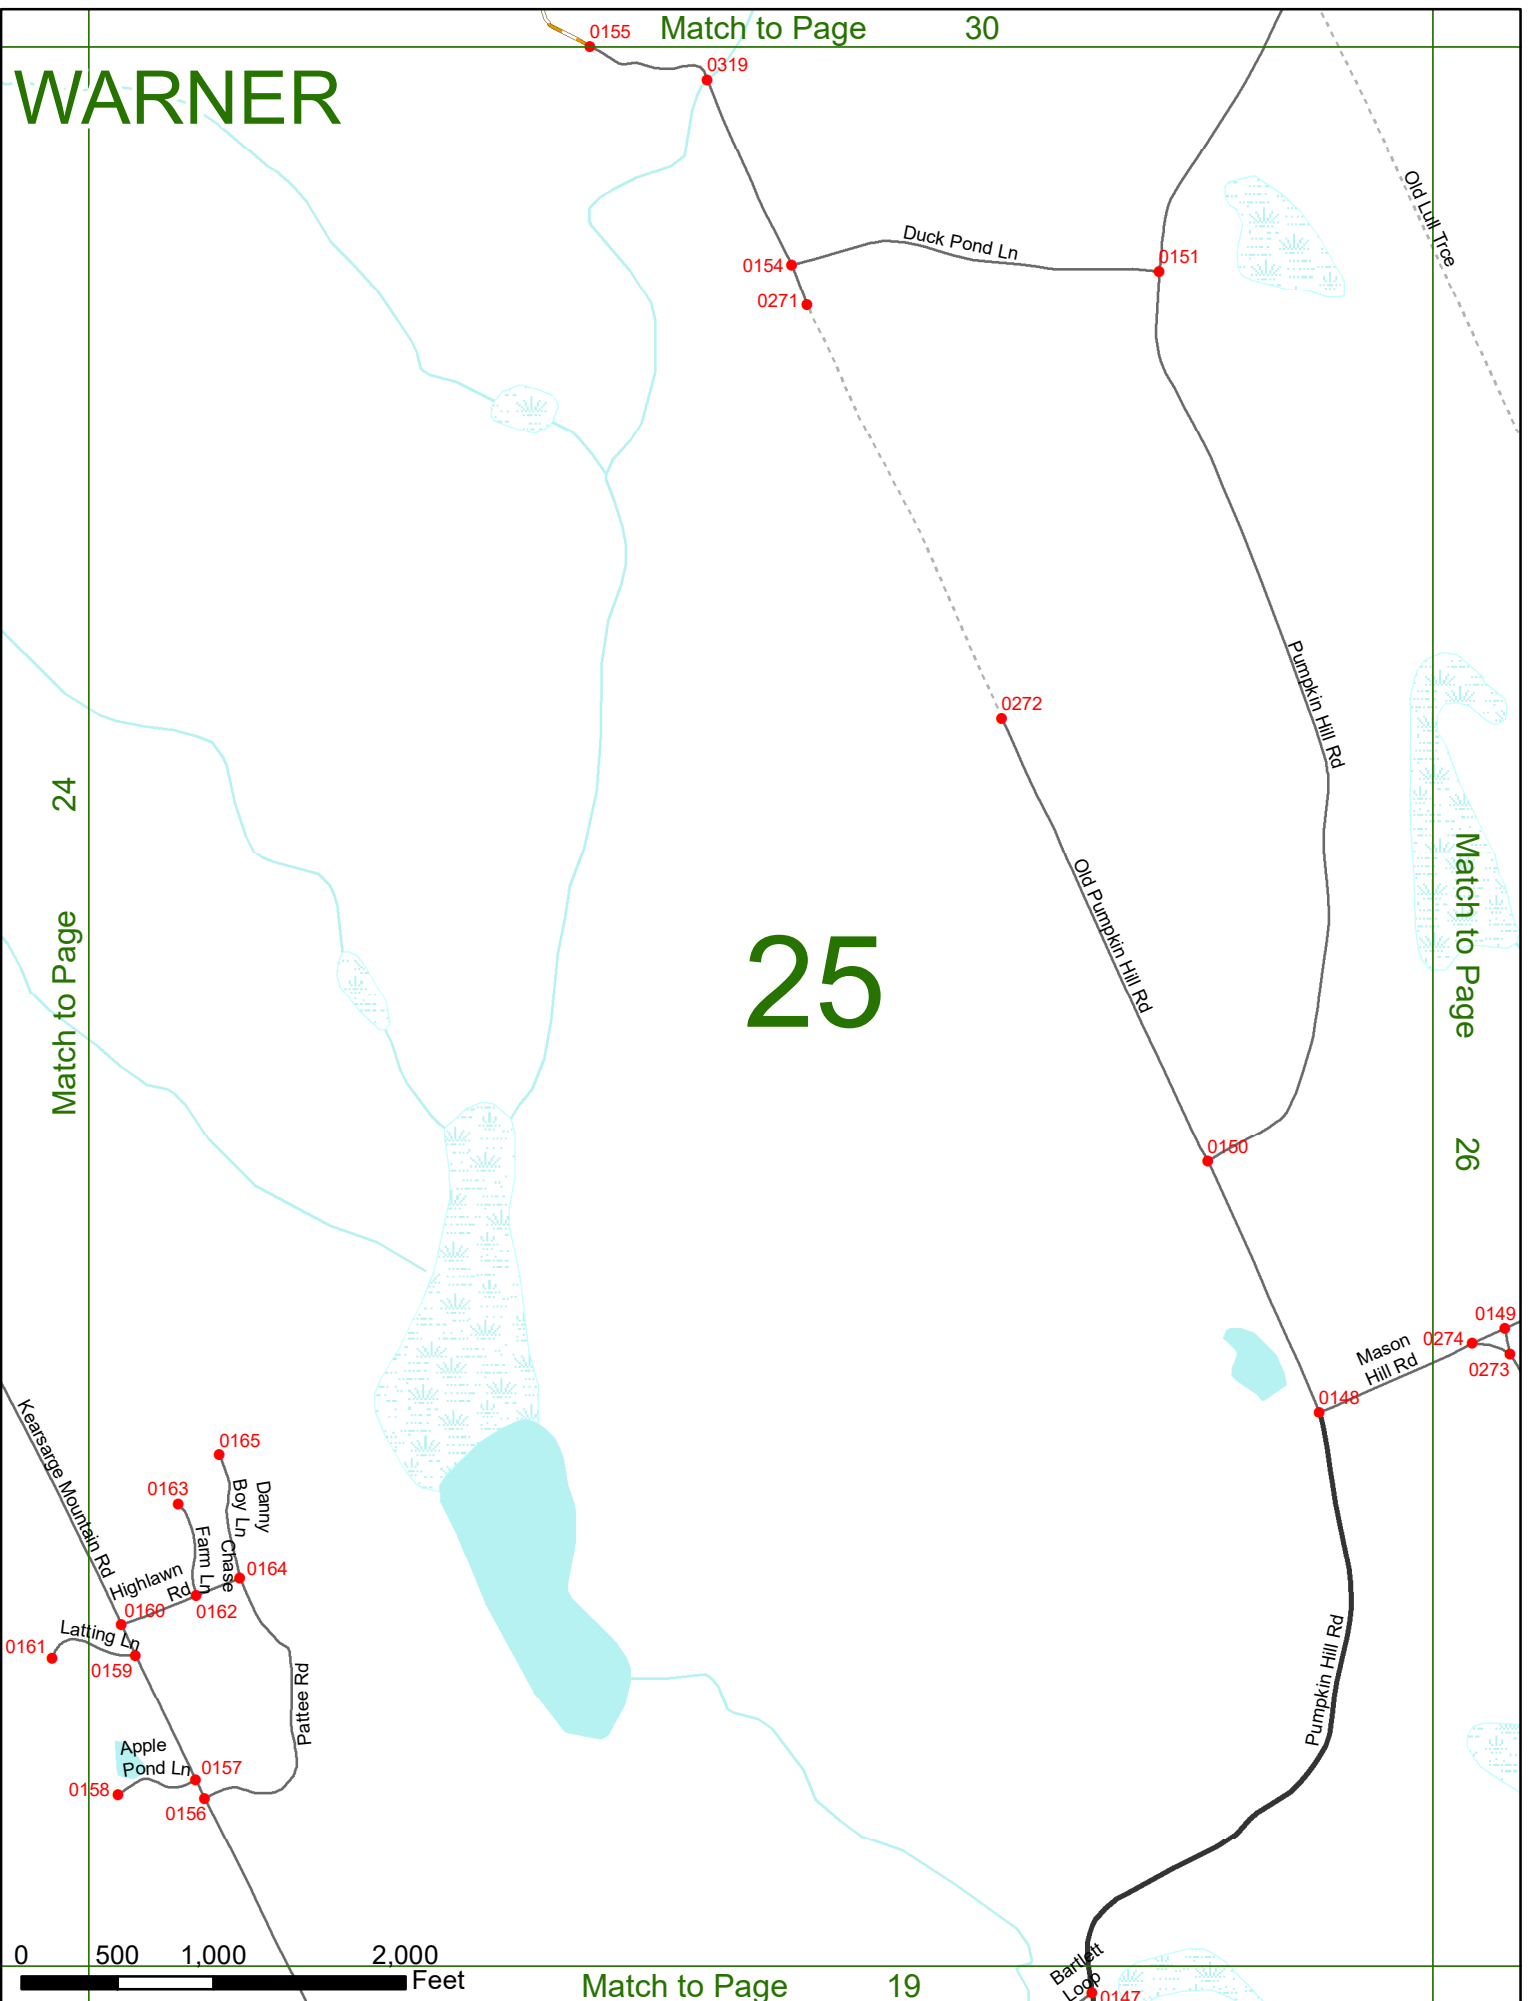 Match to Page 30
0155
0319
WARNER
Old Lull Trce
Duck Pond Ln
0154
0151
0271
Pumpkin Hill Rd
0272
24
Match to Page
Match to Page
26
Old Pumpkin Hill Rd
25
0150
0149
0274
Mason
Hill Rd
0273
0148
Kearsarge Mountain Rd
0165
0163
Danny
Boy Ln
Chase
Farm Ln
0164
Highlawn
Rd
0162
0160
Latting Ln
0161
0159
Pattee Rd
Pumpkin Hill Rd
Apple
Pond Ln
0157
0158
0156
0 500 1,000 2,000
Feet
Match to Page 19
Bartlett
Loop
0147